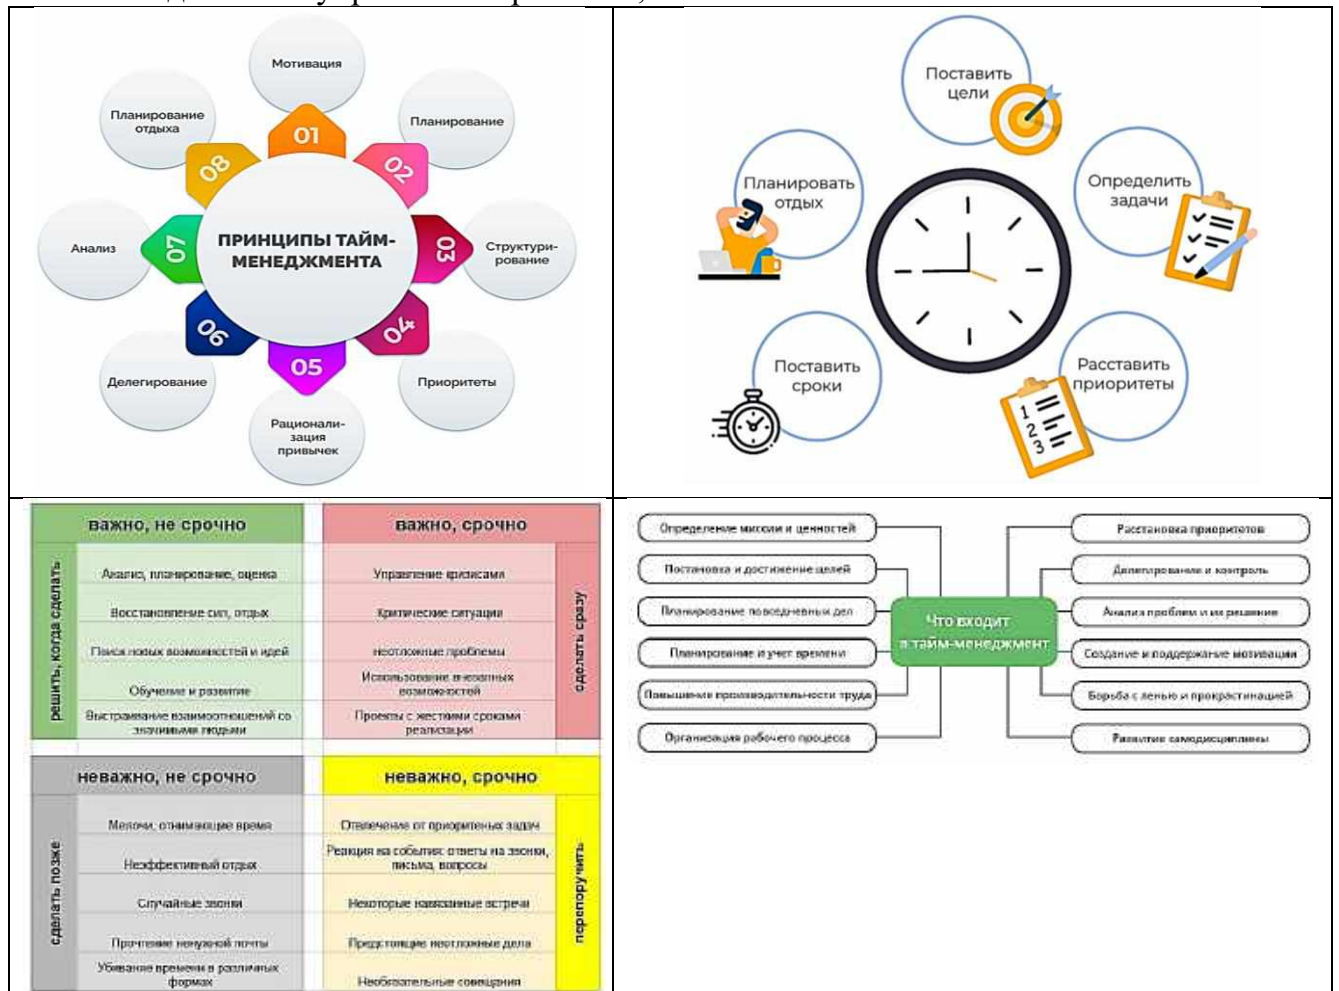 Мотивация
Планирование
отдыха
Планирование
01
08
02
Анализ
07
ПРИНЦИПЫ ТАЙМ-
МЕНЕДЖМЕНТА
03
Структури-
рование
06
04
05
Делегирование
Приоритеты
Рационали-
зация
привычек
Поставить
цели
Планировать
отдых
Определить
задачи
Поставить
сроки
Расставить
приоритеты
1
2
3
важно, не срочно
решить, когда сделать
Анализ, планирование, оценка
Восстановление сил, отдых
Поиск новых возможностей и идей
Обучение и развитие
Выстраивание взаимоотношений со
значимыми людьми
важно, срочно
Управление кризисами
Критические ситуации
неотложные проблемы
Использование внезапных
возможностей
Проекты с жесткими сроками
реализации
сделать сразу
неважно, не срочно
сделать позже
Мелочи, отнимающие время
Неэффективный отдых
Случайные звонки
Прочтение ненужной почты
Убивание времени в различных
формах
неважно, срочно
Отвлечение от приоритеных задач
Реакция на события: ответы на звонки,
письма, вопросы
Некоторые навязанные встречи
Предстоящие неотложные дела
Необязательные совещания
перепоручить
Определение миссии и ценностей
Постановка и достижение целей
Планирование повседневных дел
Планирование и учет времени
Повышение производительности труда
Организация рабочего процесса
Что входит
в тайм-менеджмент
Расстановка приоритетов
Делегирование и контроль
Анализ проблем и их решение
Создание и поддержание мотивации
Борьба с ленью и прокрастинацией
Развитие самодисциплины